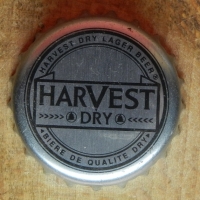 HARVEST DRY LAGER BEERS
HARVEST
DRY
BIERE DE QUALITE DRY